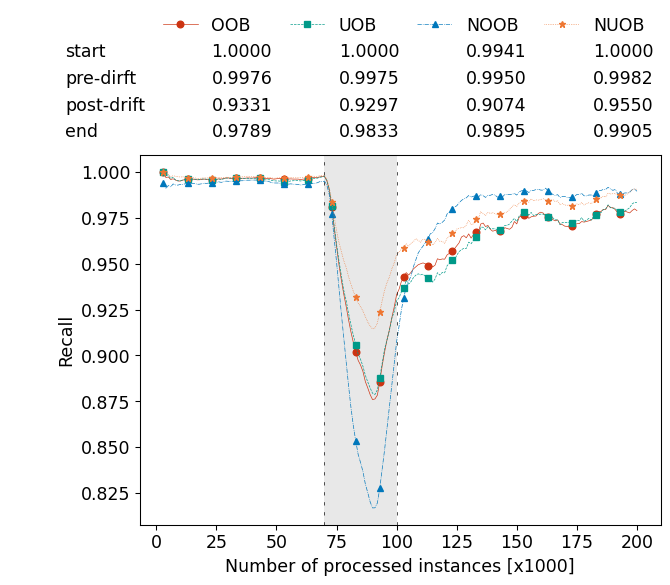 OOB UOB NOOB NUOB
start 1.0000 1.0000 0.9941 1.0000
pre-dirft 0.9976 0.9975 0.9950 0.9982
post-drift 0.9331 0.9297 0.9074 0.9550
end 0.9789 0.9833 0.9895 0.9905
1.000
0.975
0.950
0.925
0.900
0.875
0.850
0.825
Recall
0 25 50 75 100 125 150 175 200
Number of processed instances [x1000]